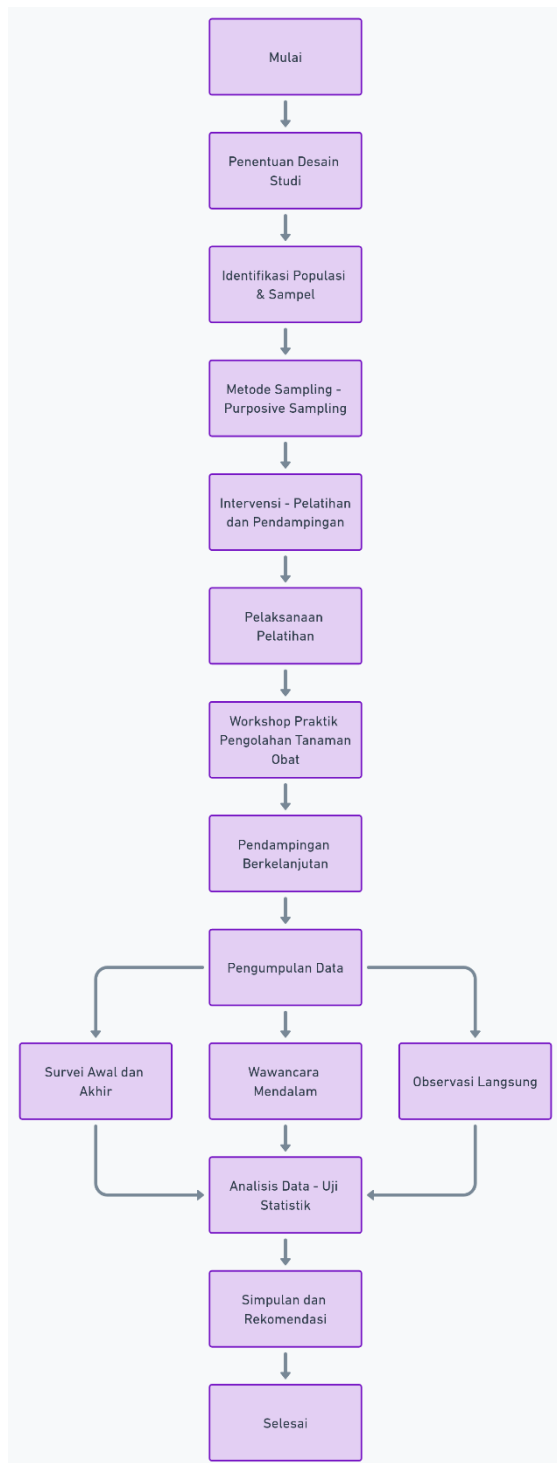 Mulai
Penentuan Desain
Studi
Identifikasi Populasi
& Sampel
Metode Sampling -
Purposive Sampling
Intervensi - Pelatihan
dan Pendampingan
Pelaksanaan
Pelatihan
Workshop Praktik
Pengolahan Tanaman
Obat
Pendampingan
Berkelanjutan
Pengumpulan Data
Survei Awal dan
Akhir
Wawancara
Mendalam
Observasi Langsung
Analisis Data - Uji
Statistik
Simpulan dan
Rekomendasi
Selesai